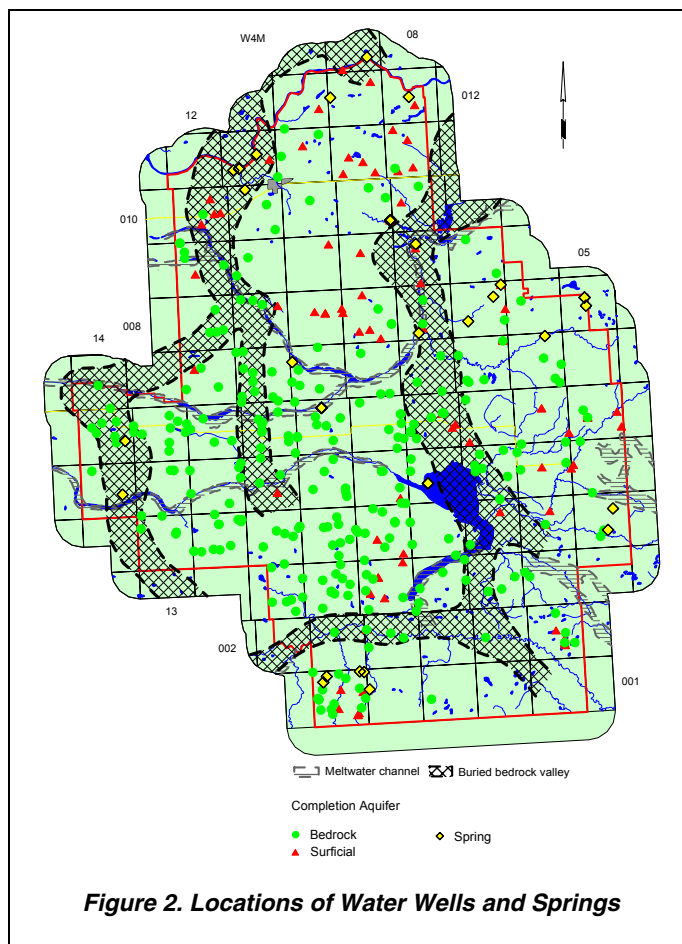 W4M
08
012
12
010
05
008
14
13
002
001
Meltwater channel
Buried bedrock valley
Completion Aquifer
Bedrock
Spring
Surficial
Figure 2. Locations of Water Wells and Springs